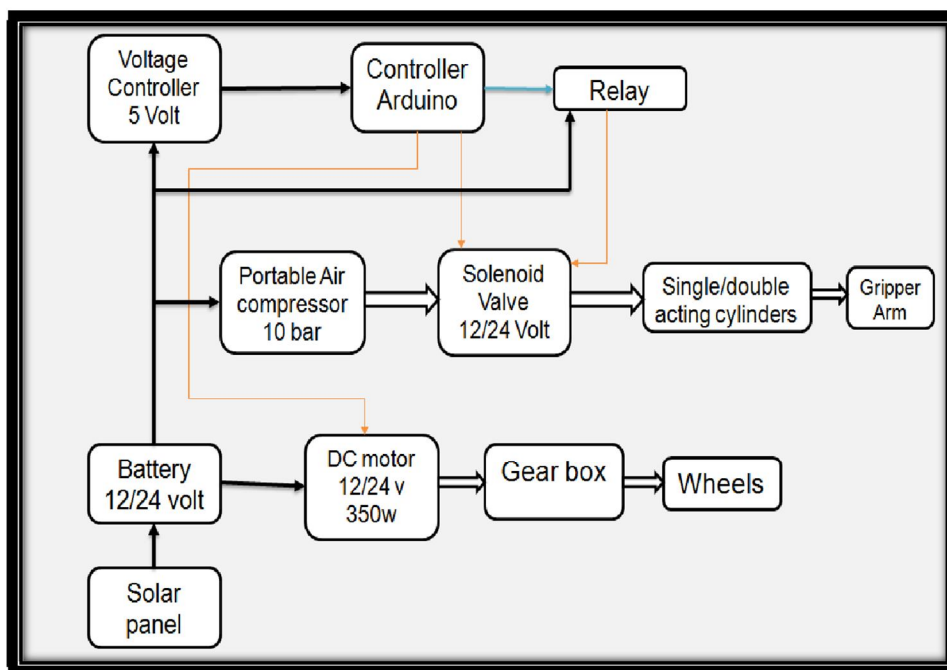 Voltage
Controller
5 Volt
Controller
Arduino
Relay
Portable Air
compressor
10 bar
Solenoid
Valve
12/24 Volt
Single/double
acting cylinders
Gripper
Arm
Battery
12/24 volt
DC motor
12/24 v
350w
Gear box
Wheels
Solar
panel